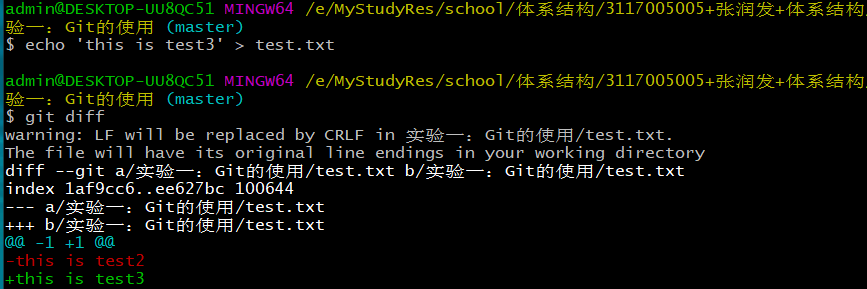 admin@DESKTOP-UU8QC51 MINGW64 /e/MyStudyRes/school/体系结构/3117005005+张润发+体系结构
验一：Git的使用 (master)
$ echo 'this is test3' > test.txt
admin@DESKTOP-UU8QC51 MINGW64 /e/MyStudyRes/school/体系结构/3117005005+张润发+体系结构
验一：Git的使用 (master)
$ git diff
warning: LF will be replaced by CRLF in 实验一：Git的使用/test.txt.
The file will have its original line endings in your working directory
diff --git a/实验一：Git的使用/test.txt b/实验一：Git的使用/test.txt
index 1af9cc6..ee627bc 100644
--- a/实验一：Git的使用/test.txt
+++ b/实验一：Git的使用/test.txt
@@ -1 +1 @@
-this is test2
+this is test3